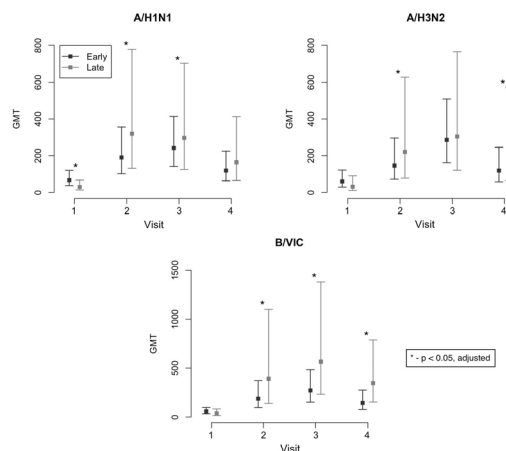 A/H1N1
GMT
800
600
400
200
0
Early
Late
*
*
*
1
2
3
4
Visit
A/H3N2
GMT
800
600
400
200
0
*
*
1
2
3
4
Visit
B/VIC
GMT
1500
1000
500
0
*
*
*
1
2
3
4
Visit
* - p < 0.05, adjusted